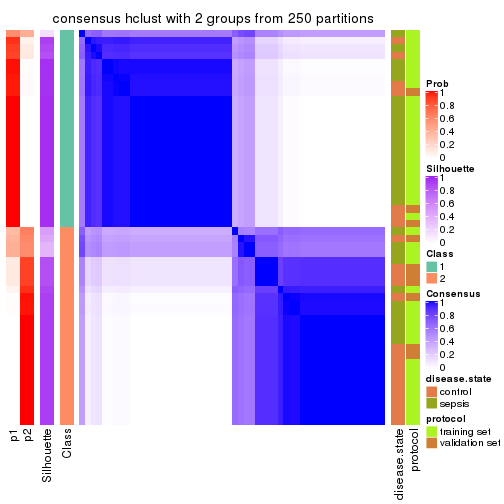 consensus hclust with 2 groups from 250 partitions
Prob
1
0.8
0.6
0.4
0.2
0
Silhouette
1
0.8
0.6
0.4
0.2
0
Class
1
2
Consensus
1
0.8
0.6
0.4
0.2
0
disease.state
control
sepsis
protocol
training set
validation set
p1
p2
Silhouette
Class
disease.state
protocol